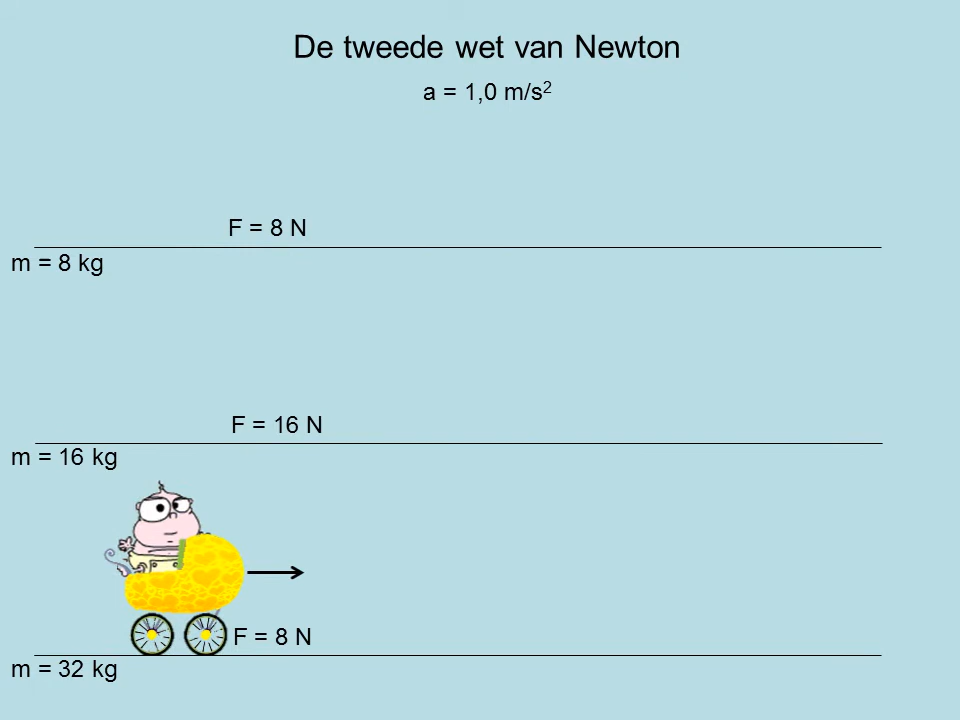 De tweede wet van Newton
a = 1,0 m/s²
F = 8 N
m = 8 kg
F = 16 N
m = 16 kg
F = 8 N
m = 32 kg